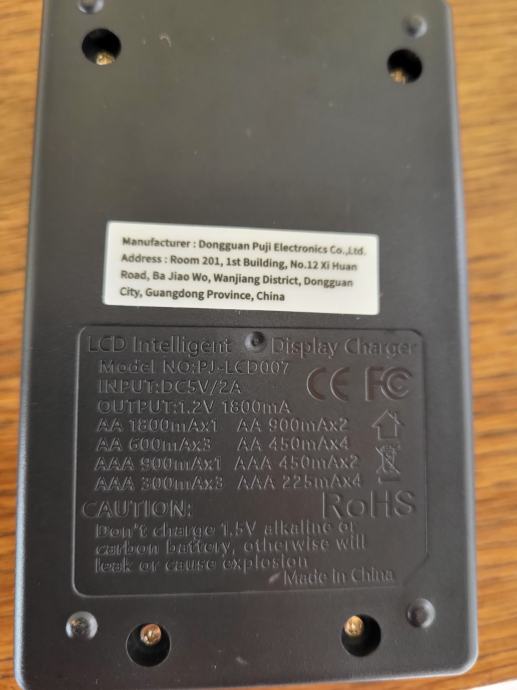 Manufacturer : Dongguan Puji Electronics Co.,Ltd.
Address : Room 201, 1st Building, No.12 Xi Huan
Road, Ba Jiao Wo, Wanjiang District, Dongguan
City, Guangdong Province, China
LCD Intelligent Display Charger
Model NO:PJ-LCD007
INPUT:DC5V/2A
OUTPUT:1.2V 1800mA
CE FC
AA 1800mAx1 AA 900mAx2
AA 600mAx3 AA 450mAx4
AAA 900mAx1 AAA 450mAx2
AAA 300mAx3 AAA 225mAx4
CAUTION: RoHS
Don't charge 1.5V alkaline or
carbon battery, otherwise will
leak or cause explosion
Made In China